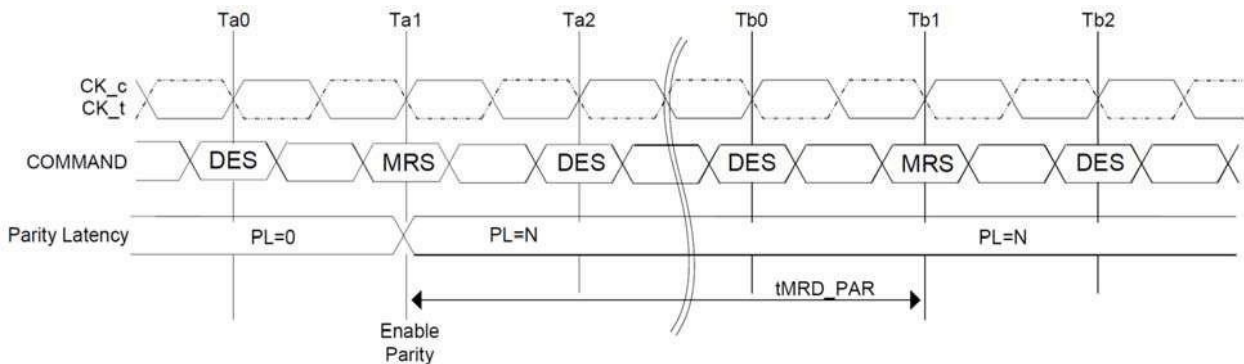 Ta0 Ta1 Ta2 Tb0 Tb1 Tb2
CK_c
CK_t
COMMAND DES MRS DES DES MRS DES
Parity Latency PL=0 PL=N PL=N
tMRD_PAR
Enable
Parity